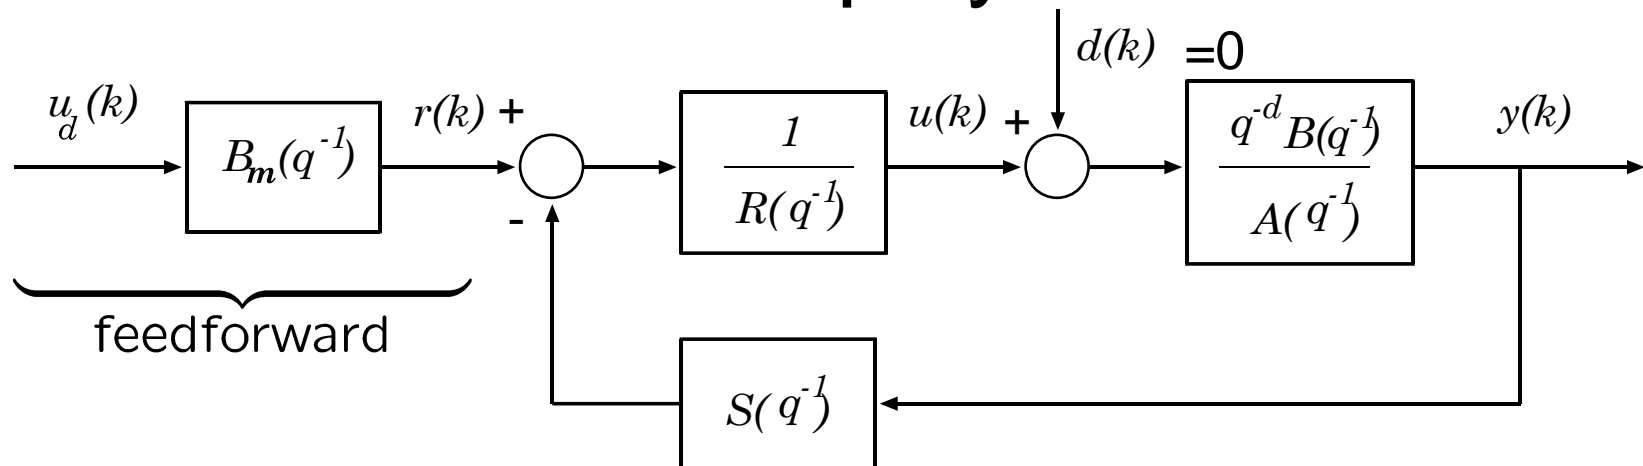 d(k) =0
u_d(k)
B_m(q^{-1})
r(k) +
-
1
R(q^{-1})
u(k) +
q^{-d}B(q^{-1})
A(q^{-1})
y(k)
feedforward
S(q^{-1})